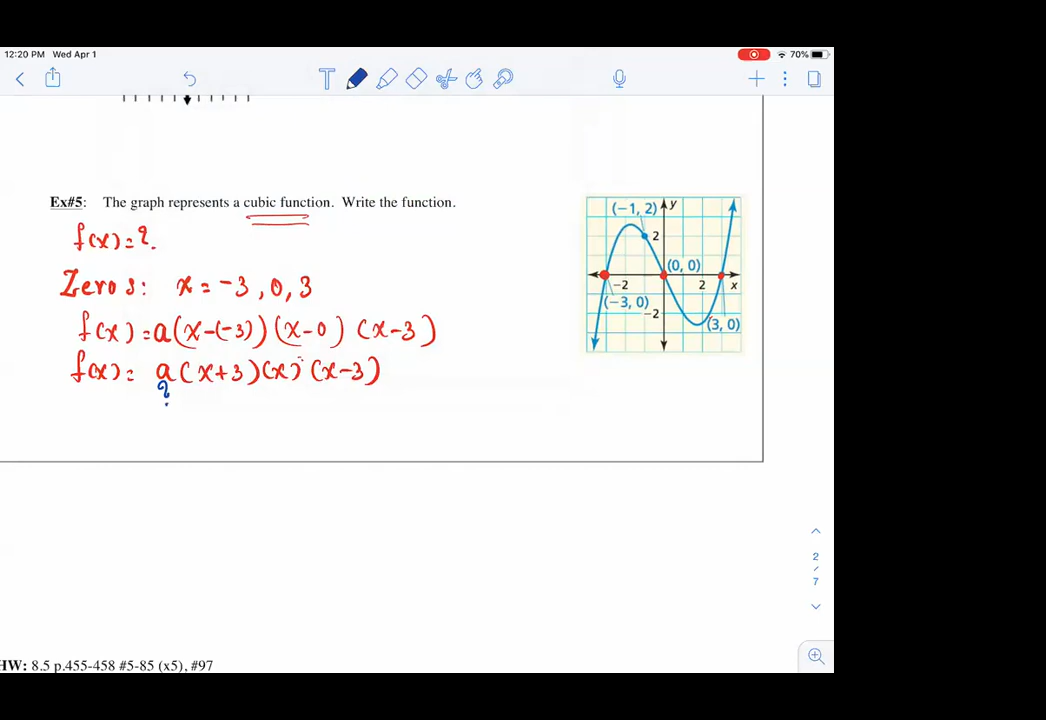 12:20 PM Wed Apr 1
70%
T
Ex#5: The graph represents a cubic function. Write the function.
f(x)=?.
Zeros: x = -3, 0, 3
f(x)=a(x-(-3))(x-0)(x-3)
f(x)= a(x+3)(x)(x-3)
?
(-1, 2)
y
2
(0, 0)
-2
2
x
(-3, 0)
-2
(3, 0)
2
/
7
HW: 8.5 p.455-458 #5-85 (x5), #97